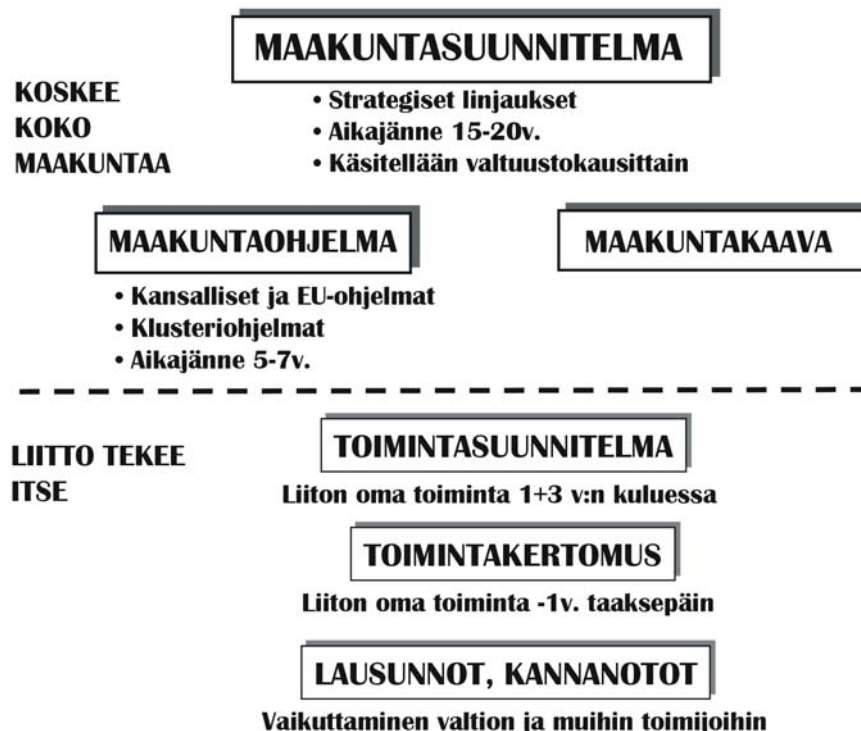 MAAKUNTASUUNNITELMA
KOSKEE
KOKO
MAAKUNTAA
• Strategiset linjaukset
• Aikajänne 15-20v.
• Käsitellään valtuustokausittain
MAAKUNTAOHJELMA
MAAKUNTAKAAVA
• Kansalliset ja EU-ohjelmat
• Klusteriohjelmat
• Aikajänne 5-7v.
LIITTO TEKEE
ITSE
TOIMINTASUUNNITELMA
Liiton oma toiminta 1+3 v:n kuluessa
TOIMINTAKERTOMUS
Liiton oma toiminta -1v. taaksepäin
LAUSUNNOT, KANNANOTOT
Vaikuttaminen valtion ja muihin toimijoihin